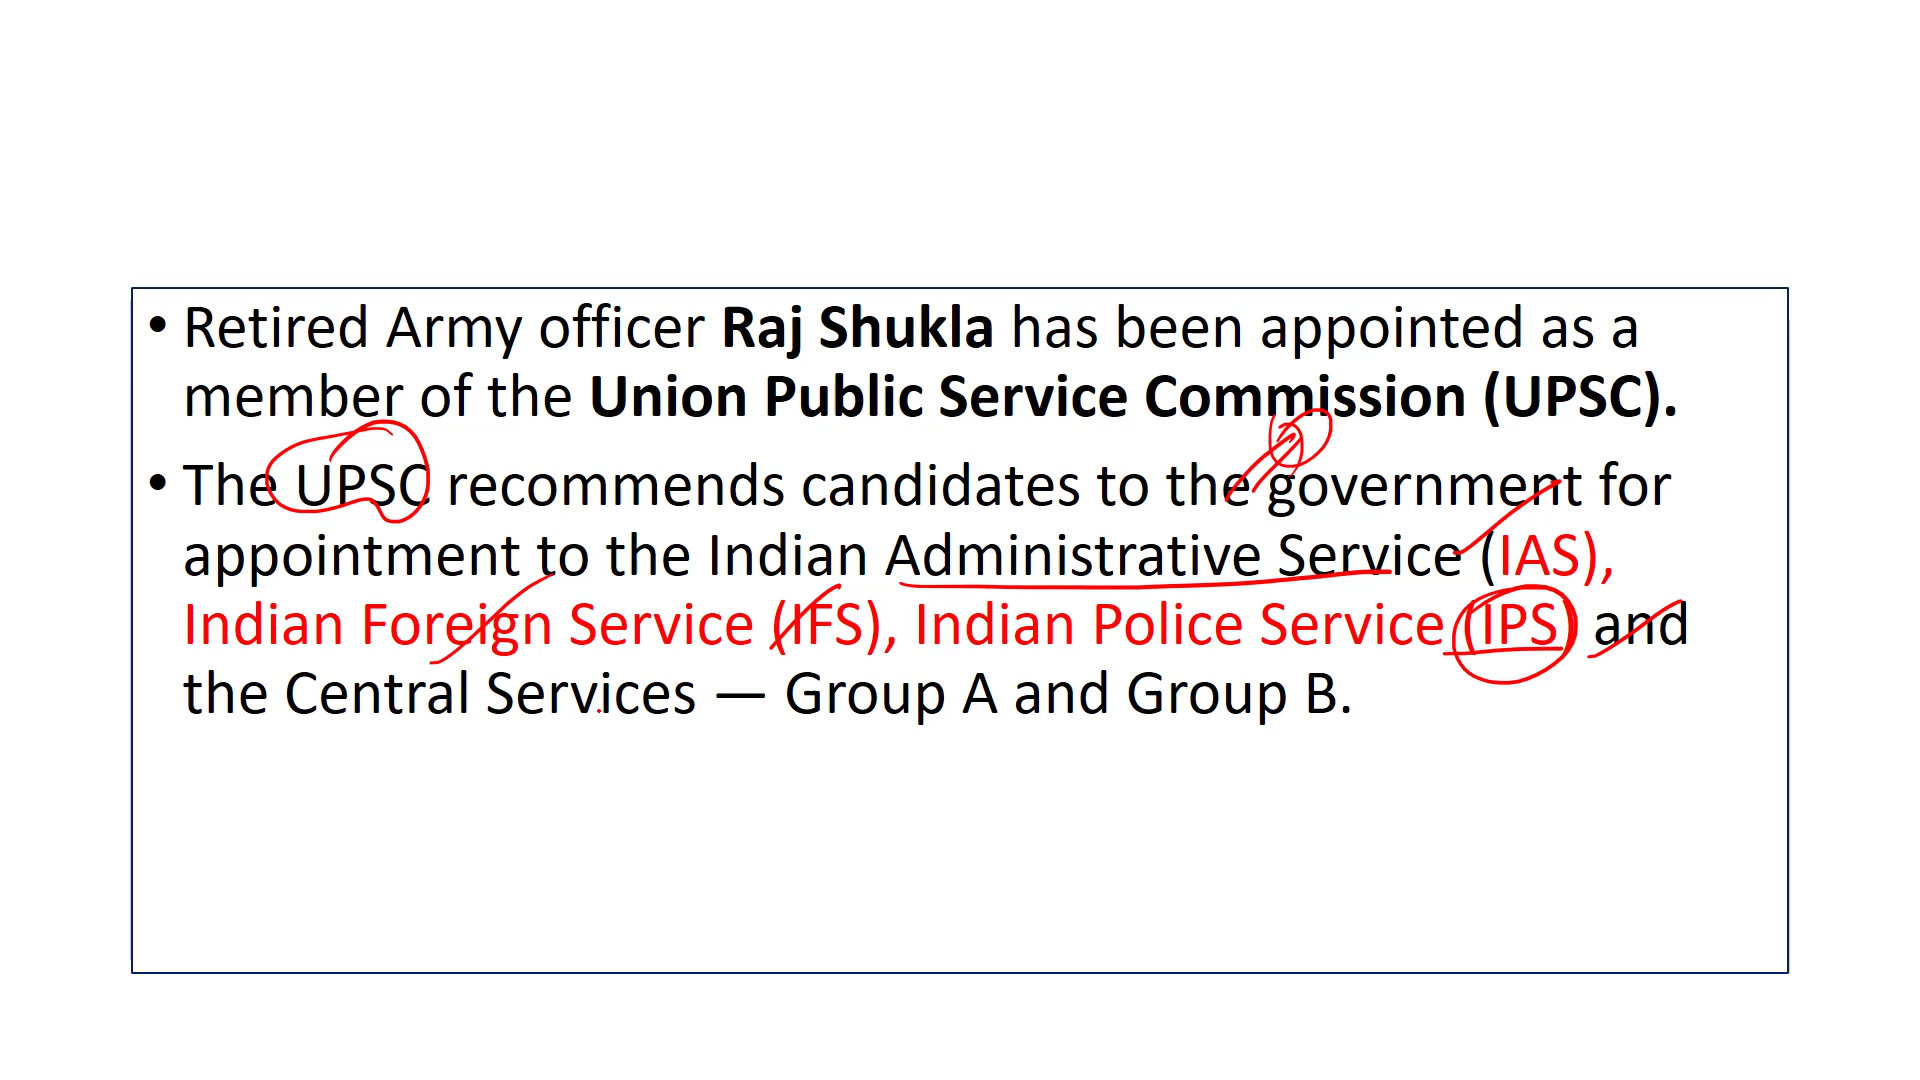 • Retired Army officer Raj Shukla has been appointed as a
member of the Union Public Service Commission (UPSC).
• The UPSC recommends candidates to the government for
appointment to the Indian Administrative Service (IAS),
Indian Foreign Service (IFS), Indian Police Service (IPS) and
the Central Services — Group A and Group B.